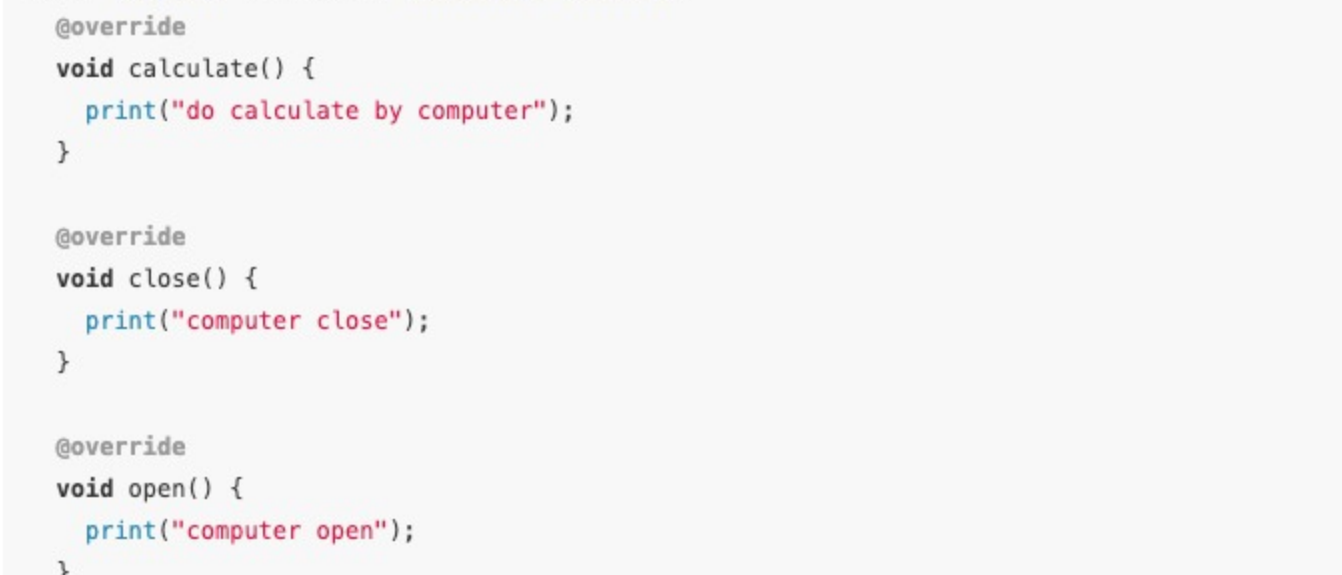 @override
void calculate() {
  print("do calculate by computer");
}
@override
void close() {
  print("computer close");
}
@override
void open() {
  print("computer open");
}